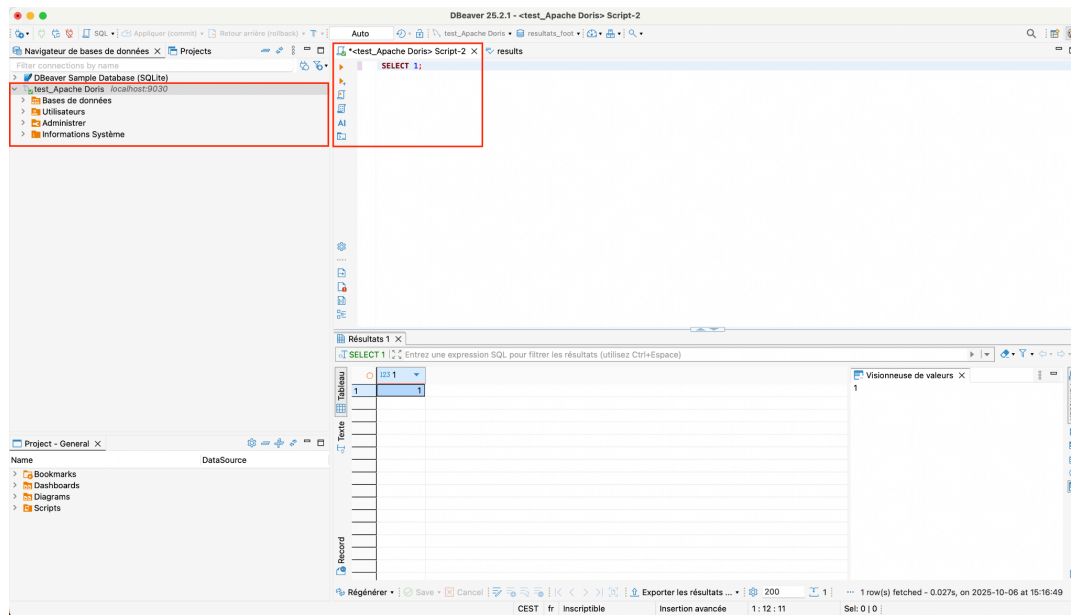 DBeaver 25.2.1 - <test_Apache Doris> Script-2
SQL Appliquer (commit) Retour arrière (rollback) T Auto test_Apache Doris resultats_foot
Navigateur de bases de données Projects
*<test_Apache Doris> Script-2 results
Filter connections by name
SELECT 1;
DBeaver Sample Database (SQLite)
test_Apache Doris localhost:9030
Bases de données
Utilisateurs
Administrer
Informations Système
AI
Résultats 1
SELECT 1 Entrez une expression SQL pour filtrer les résultats (utilisez Ctrl+Espace)
Tableau
123 1
1 1
Visionneuse de valeurs
1
Texte
Record
Project - General
Name DataSource
Bookmarks
Dashboards
Diagrams
Scripts
Régénérer Save Cancel Exporter les résultats ... 200 1 ... 1 row(s) fetched - 0.027s, on 2025-10-06 at 15:16:49
CEST fr Inscriptible Insertion avancée 1 : 12 : 11 Sel: 0 | 0